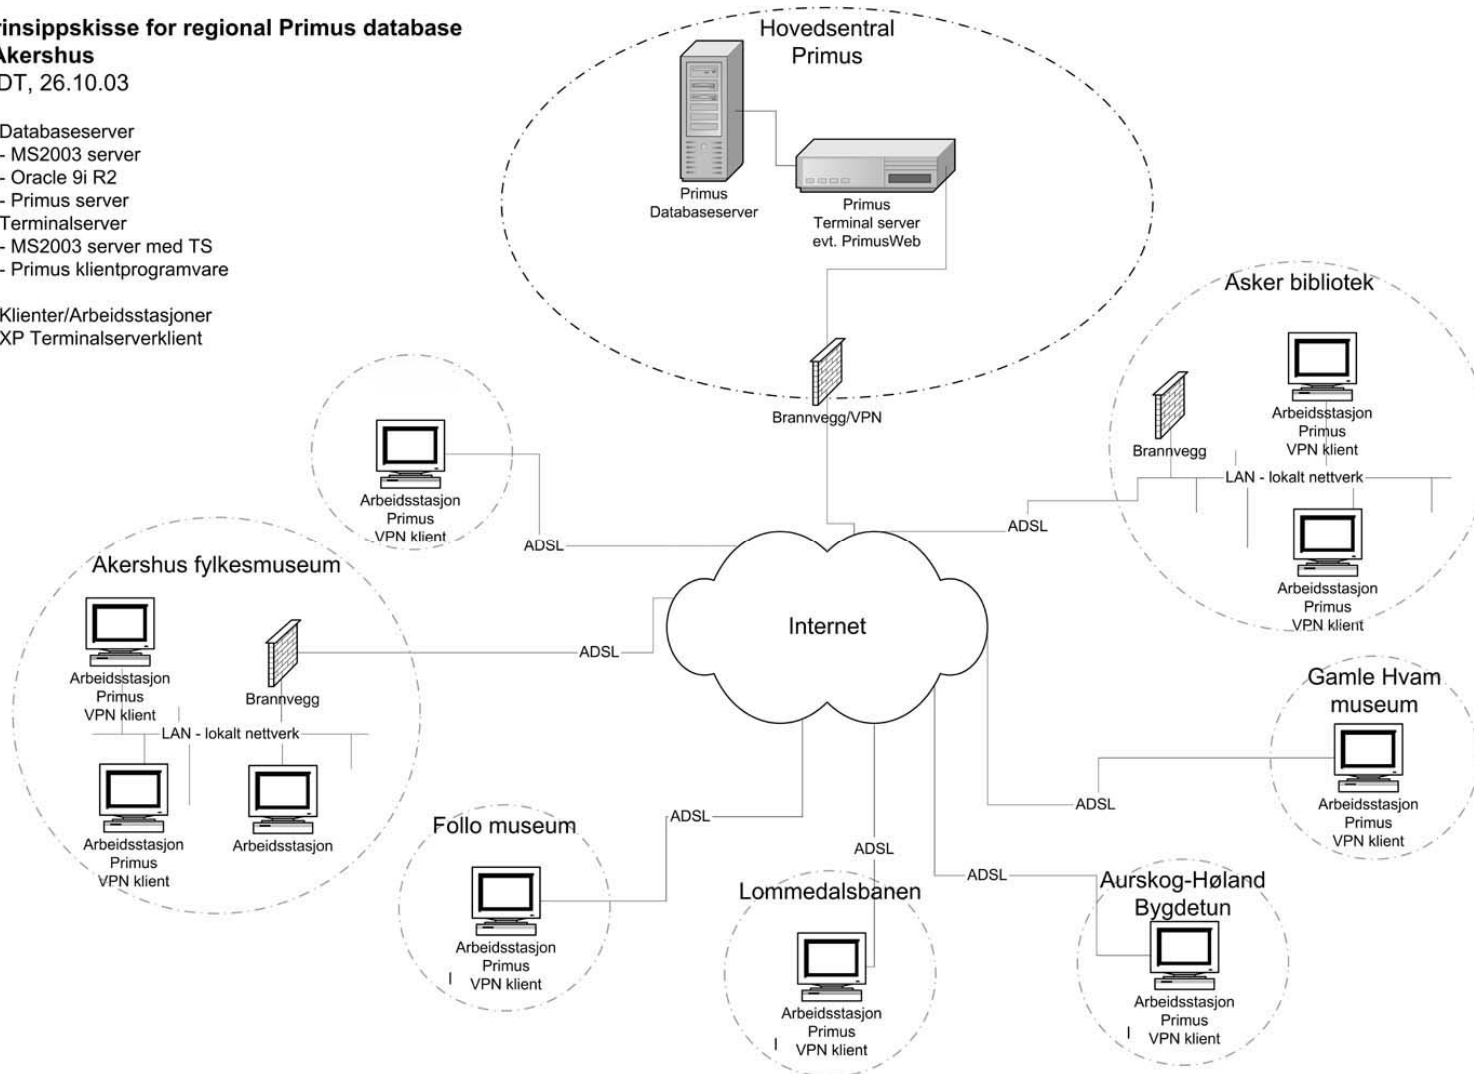 rinsippskisse for regional Primus database
Akershus
DT, 26.10.03
Databaseserver
- MS2003 server
- Oracle 9i R2
- Primus server
Terminalserver
- MS2003 server med TS
- Primus klientprogramvare
Klienter/Arbeidsstasjoner
XP Terminalserverklient
Hovedsentral
Primus
Primus
Databaseserver
Primus
Terminal server
evt. PrimusWeb
Brannvegg/VPN
Asker bibliotek
Arbeidsstasjon
Primus
VPN klient
Brannvegg
LAN - lokalt nettverk
Arbeidsstasjon
Primus
VPN klient
ADSL
Arbeidsstasjon
Primus
VPN klient
ADSL
Akershus fylkesmuseum
Arbeidsstasjon
Primus
VPN klient
Brannvegg
LAN - lokalt nettverk
Arbeidsstasjon
Primus
VPN klient
Arbeidsstasjon
ADSL
Internet
Gamle Hvam
museum
Arbeidsstasjon
Primus
VPN klient
ADSL
Follo museum
Arbeidsstasjon
Primus
VPN klient
ADSL
Lommedalsbanen
Arbeidsstasjon
Primus
VPN klient
ADSL
Aurskog-Høland
Bygdetun
Arbeidsstasjon
Primus
VPN klient
ADSL